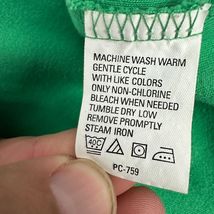 MACHINE WASH WARM
GENTLE CYCLE
WITH LIKE COLORS
ONLY NON-CHLORINE
BLEACH WHEN NEEDED
TUMBLE DRY LOW
REMOVE PROMPTLY
STEAM IRON
40C
PC-759